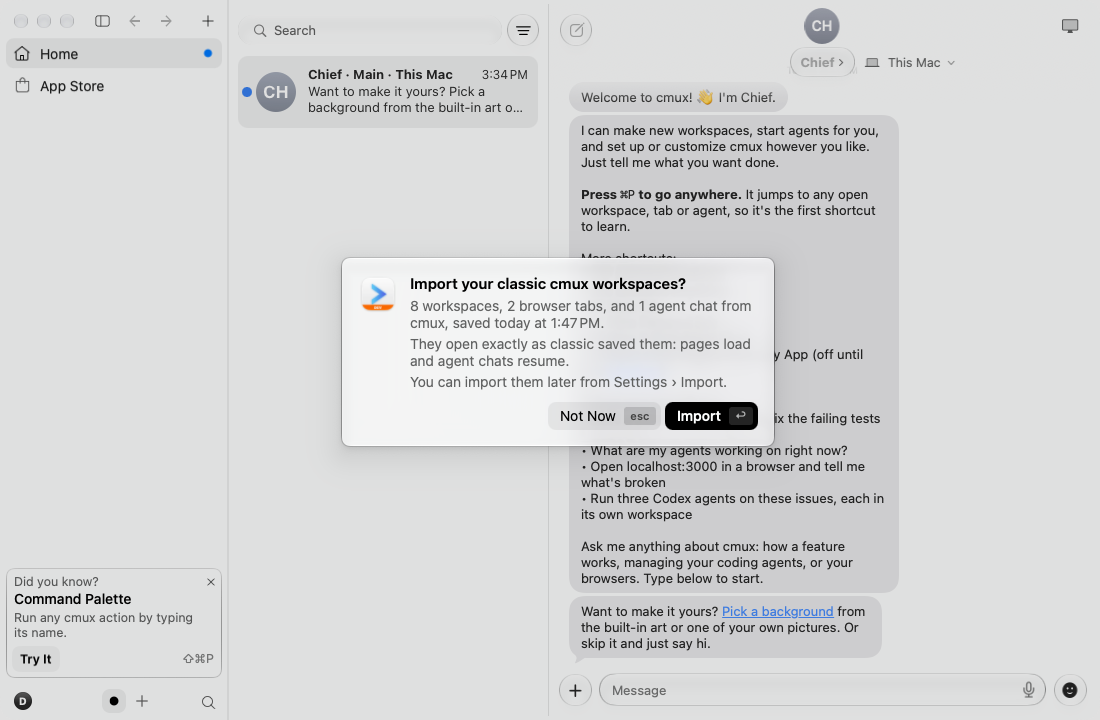 Home
App Store
Did you know?
Command Palette
Run any cmux action by typing
its name.
Try It
⇧⌘P
D
Search
CH
Chief · Main · This Mac
3:34 PM
Want to make it yours? Pick a
background from the built-in art o...
CH
Chief ›
This Mac
Welcome to cmux! 👋 I'm Chief.
I can make new workspaces, start agents for you,
and set up or customize cmux however you like.
Just tell me what you want done.
Press ⌘P to go anywhere. It jumps to any open
workspace, tab or agent, so it's the first shortcut
to learn.
y App (off until
ix the failing tests
• What are my agents working on right now?
• Open localhost:3000 in a browser and tell me
what's broken
• Run three Codex agents on these issues, each in
its own workspace
Ask me anything about cmux: how a feature
works, managing your coding agents, or your
browsers. Type below to start.
Want to make it yours? Pick a background from
the built-in art or one of your own pictures. Or
skip it and just say hi.
Message
Import your classic cmux workspaces?
8 workspaces, 2 browser tabs, and 1 agent chat from
cmux, saved today at 1:47 PM.
They open exactly as classic saved them: pages load
and agent chats resume.
You can import them later from Settings › Import.
Not Now esc
Import ↵